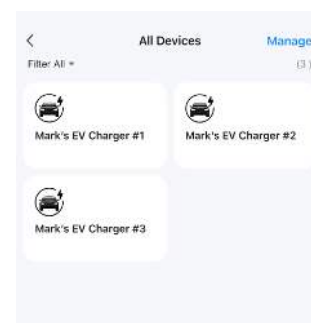 All Devices Manage
Filter All
(3)
Mark's EV Charger #1 Mark's EV Charger #2
Mark's EV Charger #3